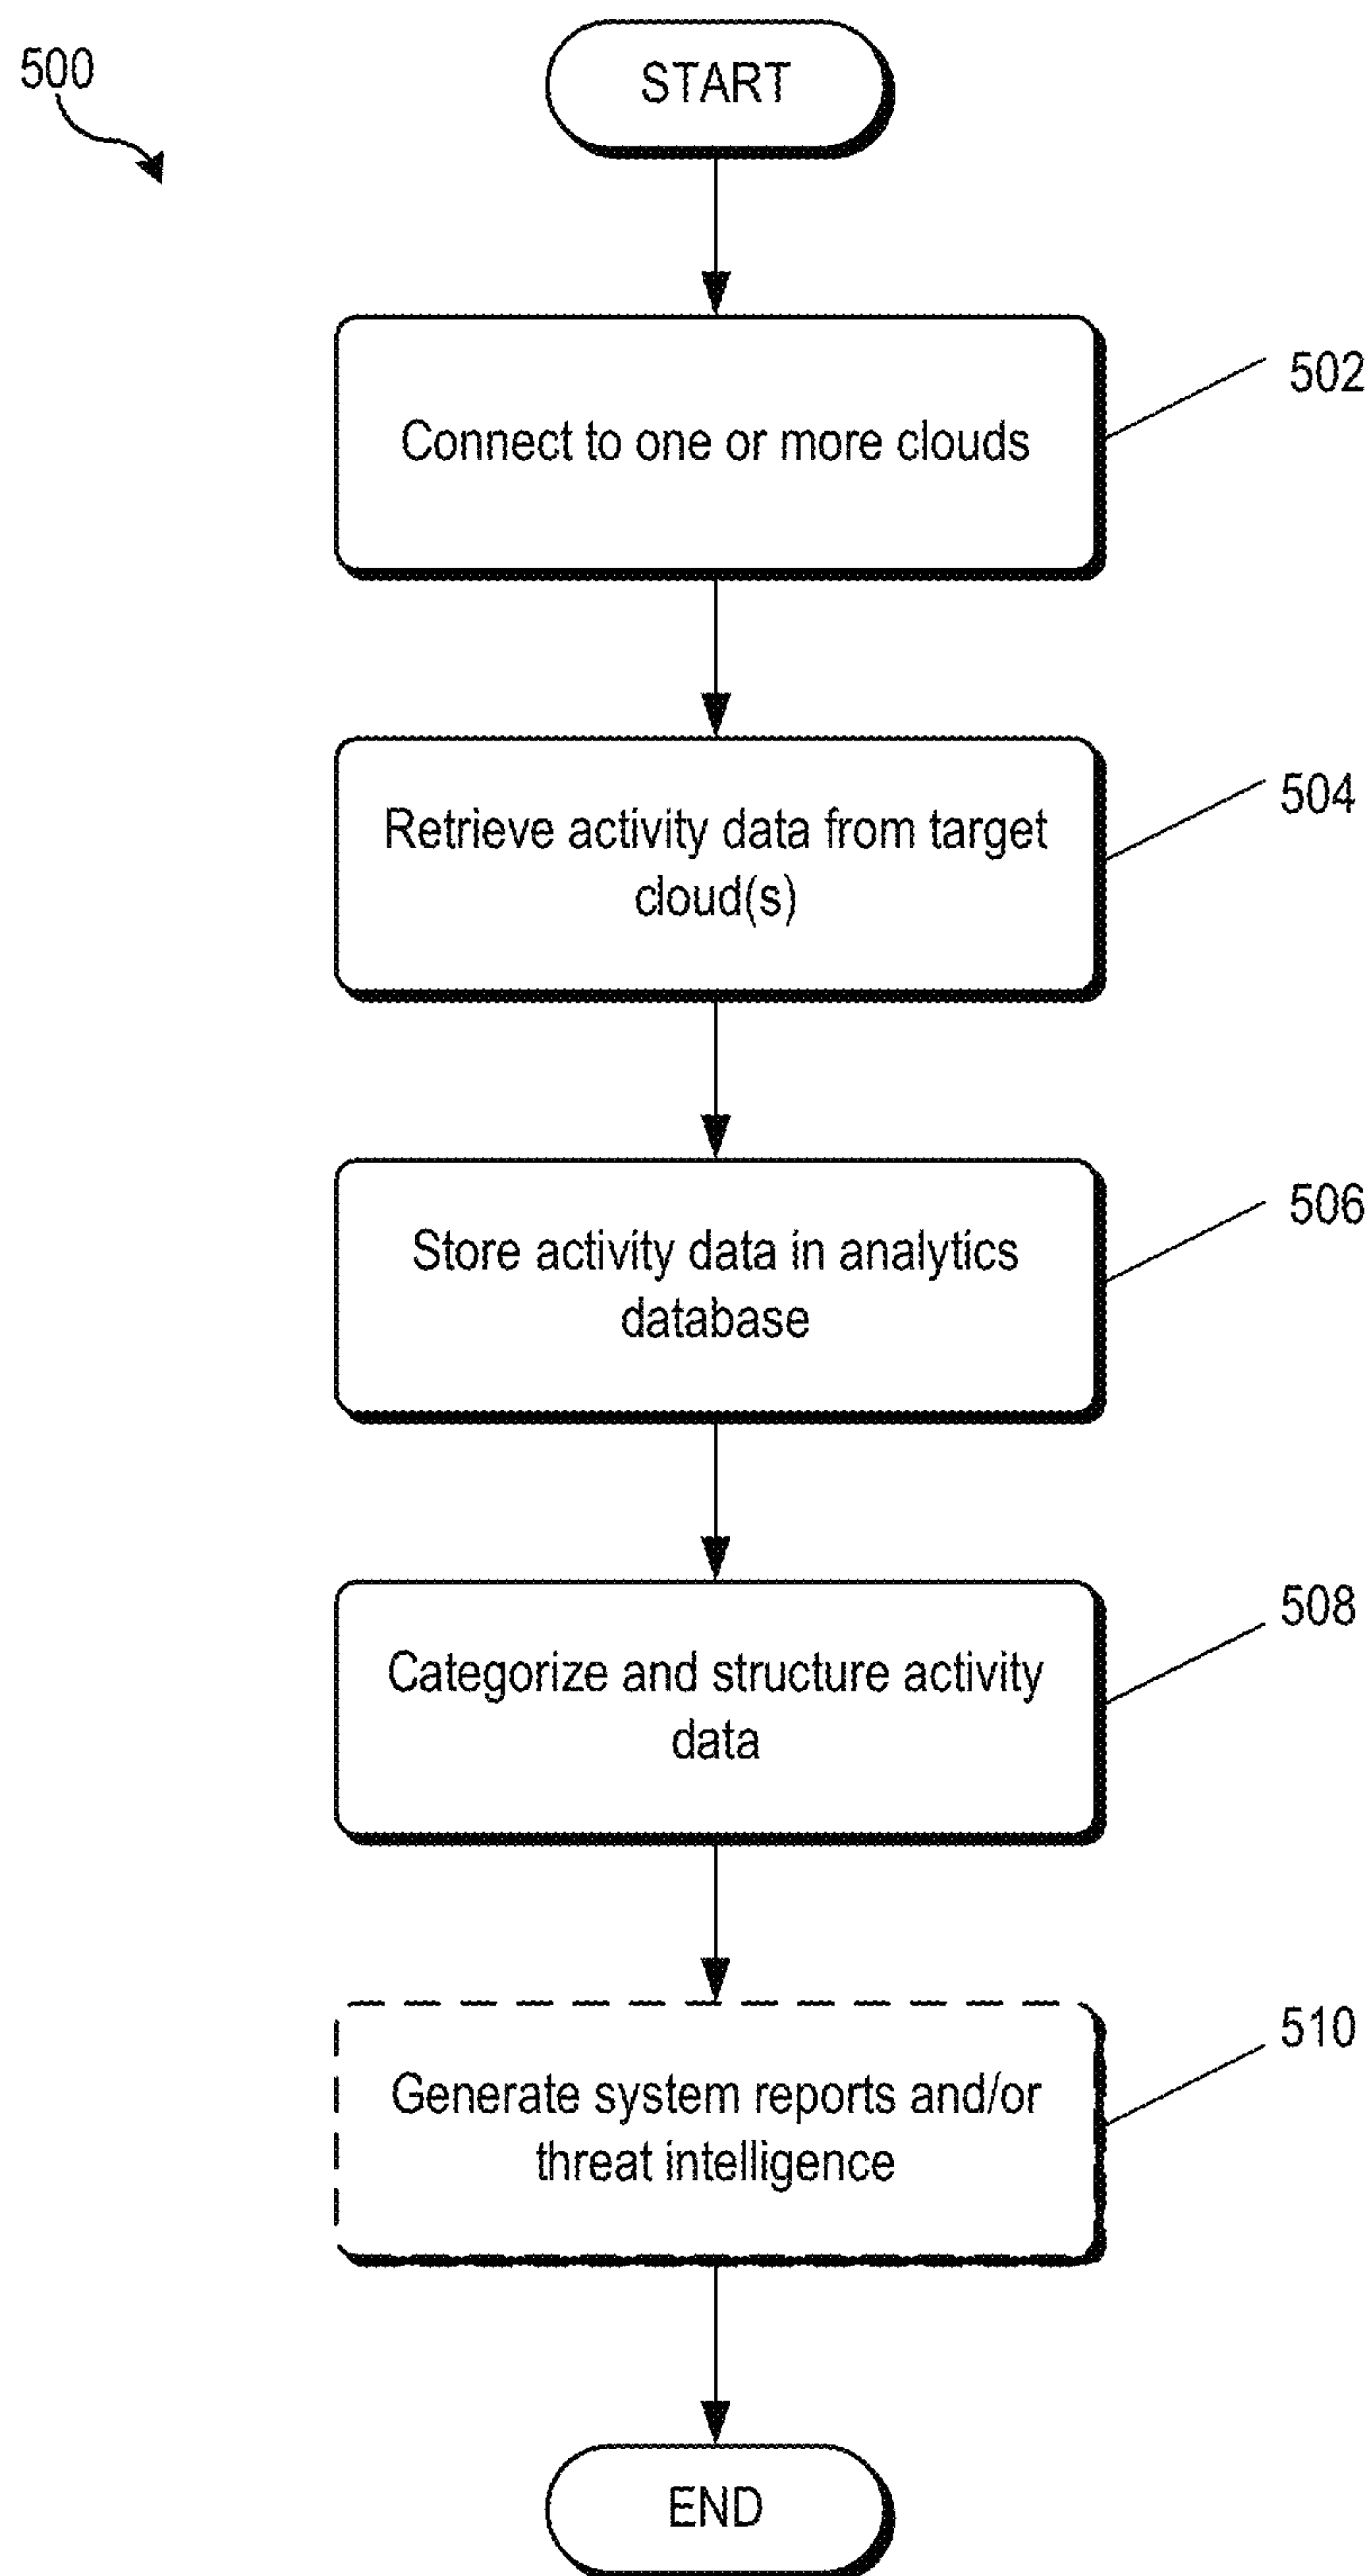 500
START
Connect to one or more clouds
502
Retrieve activity data from target
cloud(s)
504
Store activity data in analytics
database
506
Categorize and structure activity
data
508
Generate system reports and/or
threat intelligence
510
END